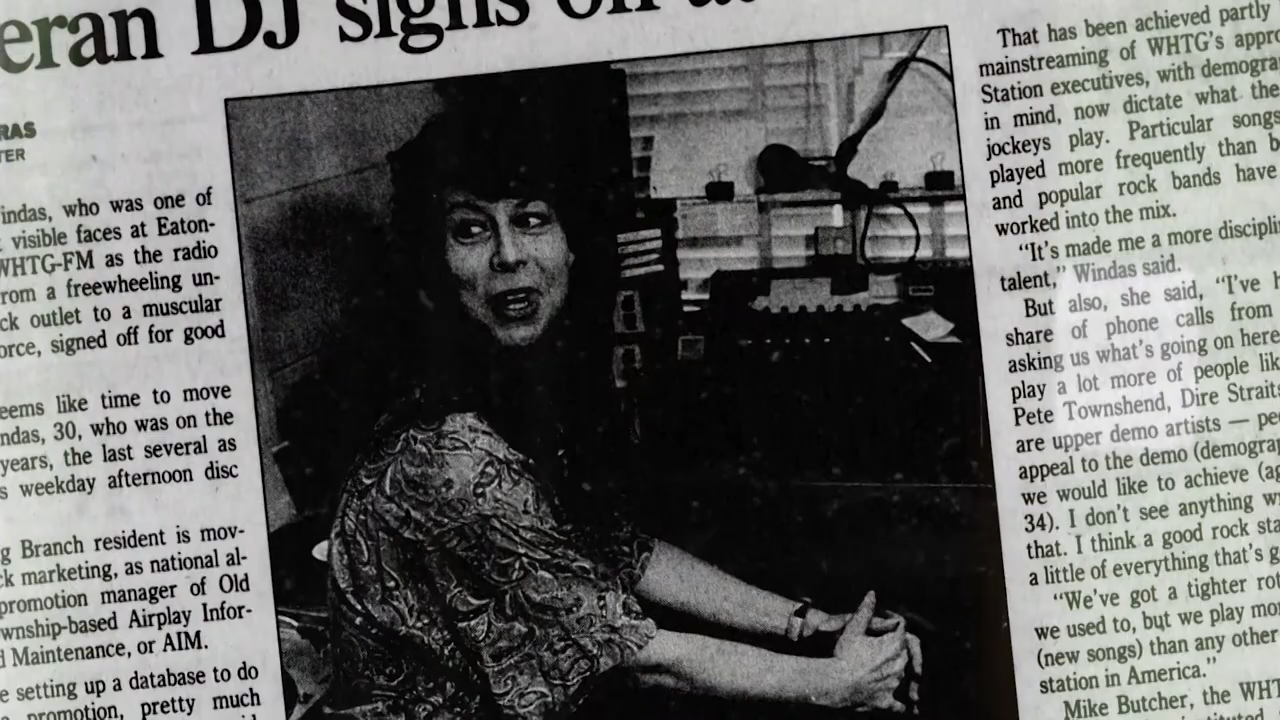 eran DJ signs off
RAS
TER
indas, who was one of
visible faces at Eaton-
WHTG-FM as the radio
rom a freewheeling un-
ck outlet to a muscular
orce, signed off for good
eems like time to move
ndas, 30, who was on the
years, the last several as
s weekday afternoon disc
g Branch resident is mov-
ck marketing, as national al-
promotion manager of Old
wnship-based Airplay Infor-
d Maintenance, or AIM.
e setting up a database to do
promotion, pretty much
That has been achieved partly
mainstreaming of WHTG's appro
Station executives, with demogra
in mind, now dictate what the
jockeys play. Particular songs
played more frequently than b
and popular rock bands have
worked into the mix.
“It's made me a more discipli
talent,” Windas said.
But also, she said, “I've h
share of phone calls from
asking us what's going on here
play a lot more of people lik
Pete Townshend, Dire Straits
are upper demo artists — pe
appeal to the demo (demogra
we would like to achieve (ag
34). I don't see anything w
that. I think a good rock sta
a little of everything that's g
“We've got a tighter rot
we used to, but we play mor
(new songs) than any other
station in America.”
Mike Butcher, the WHT